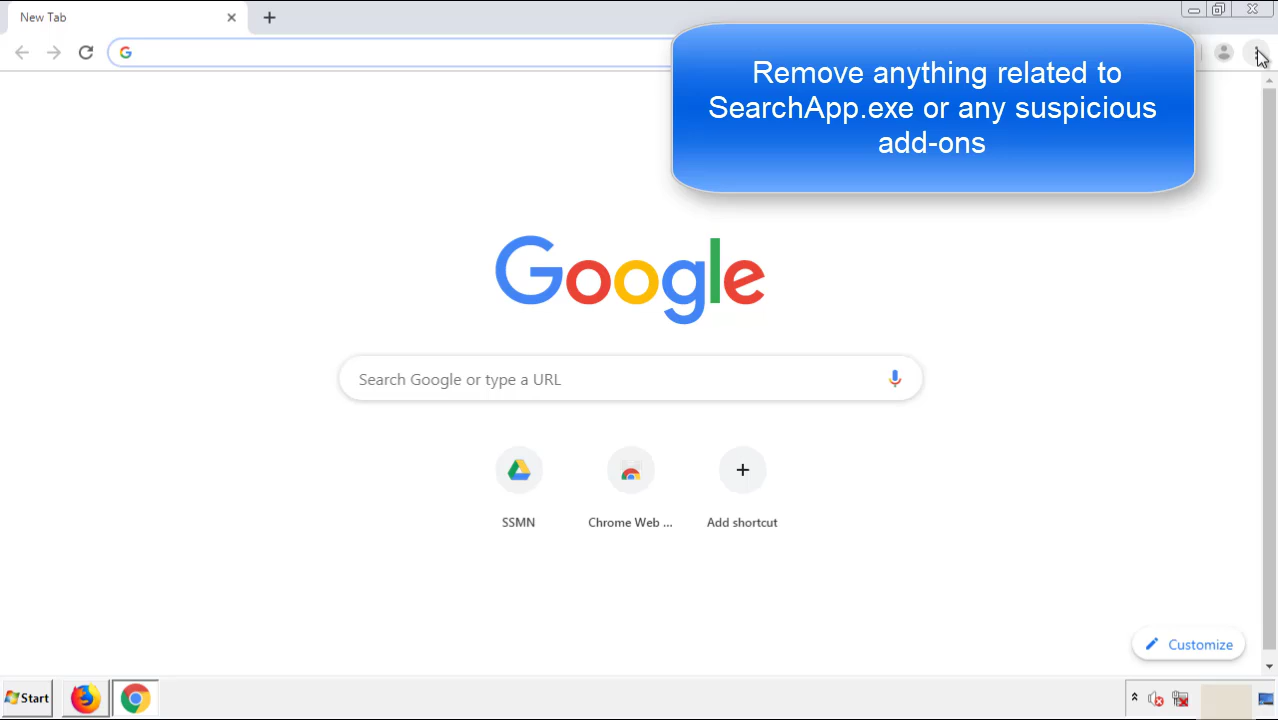 New Tab
Remove anything related to
SearchApp.exe or any suspicious
add-ons
Google
Search Google or type a URL
SSMN
Chrome Web ...
Add shortcut
Customize
Start